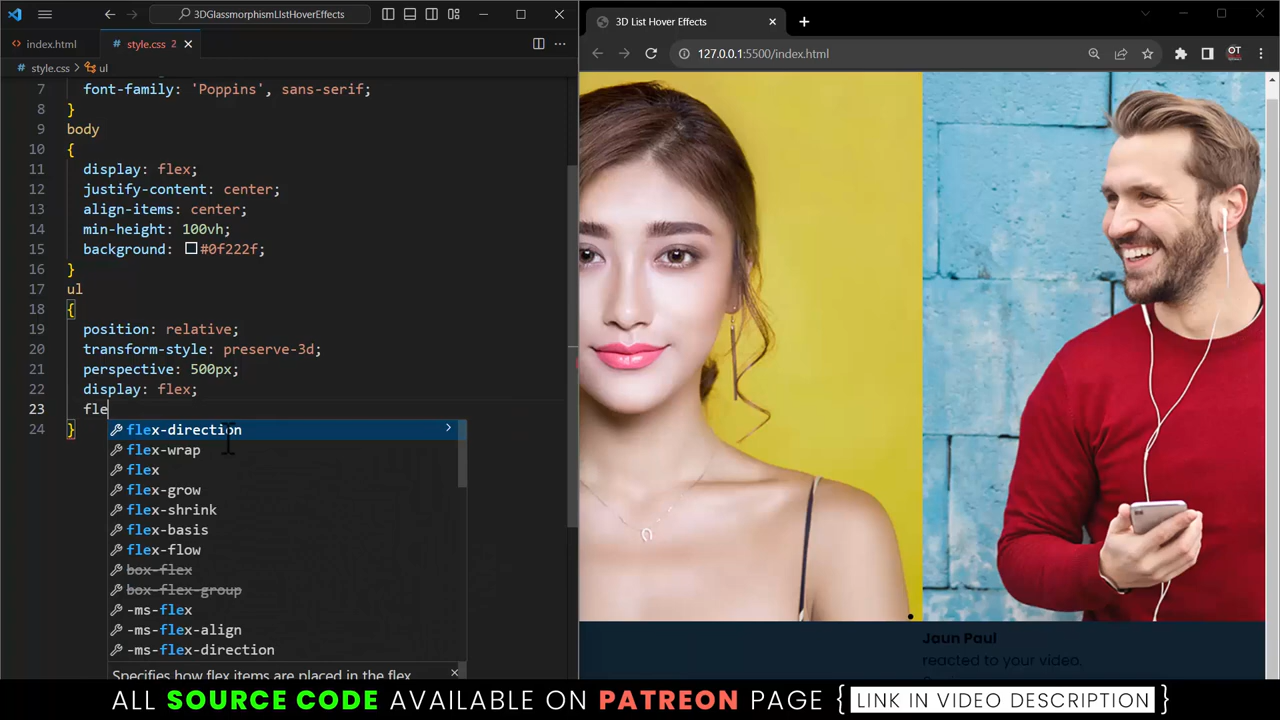 3DGlassmorphismListHoverEffects
index.html
style.css 2
style.css > ul
7 font-family: 'Poppins', sans-serif;
8 }
9 body
10 {
11 display: flex;
12 justify-content: center;
13 align-items: center;
14 min-height: 100vh;
15 background: #0f222f;
16 }
17 ul
18 {
19 position: relative;
20 transform-style: preserve-3d;
21 perspective: 500px;
22 display: flex;
23 fle
24 }
flex-direction
flex-wrap
flex
flex-grow
flex-shrink
flex-basis
flex-flow
box-flex
box-flex-group
-ms-flex
-ms-flex-align
-ms-flex-direction
Specifies how flex items are placed in the flex
3D List Hover Effects
127.0.0.1:5500/index.html
OT
Jaun Paul
reacted to your video.
ALL SOURCE CODE AVAILABLE ON PATREON PAGE { LINK IN VIDEO DESCRIPTION }